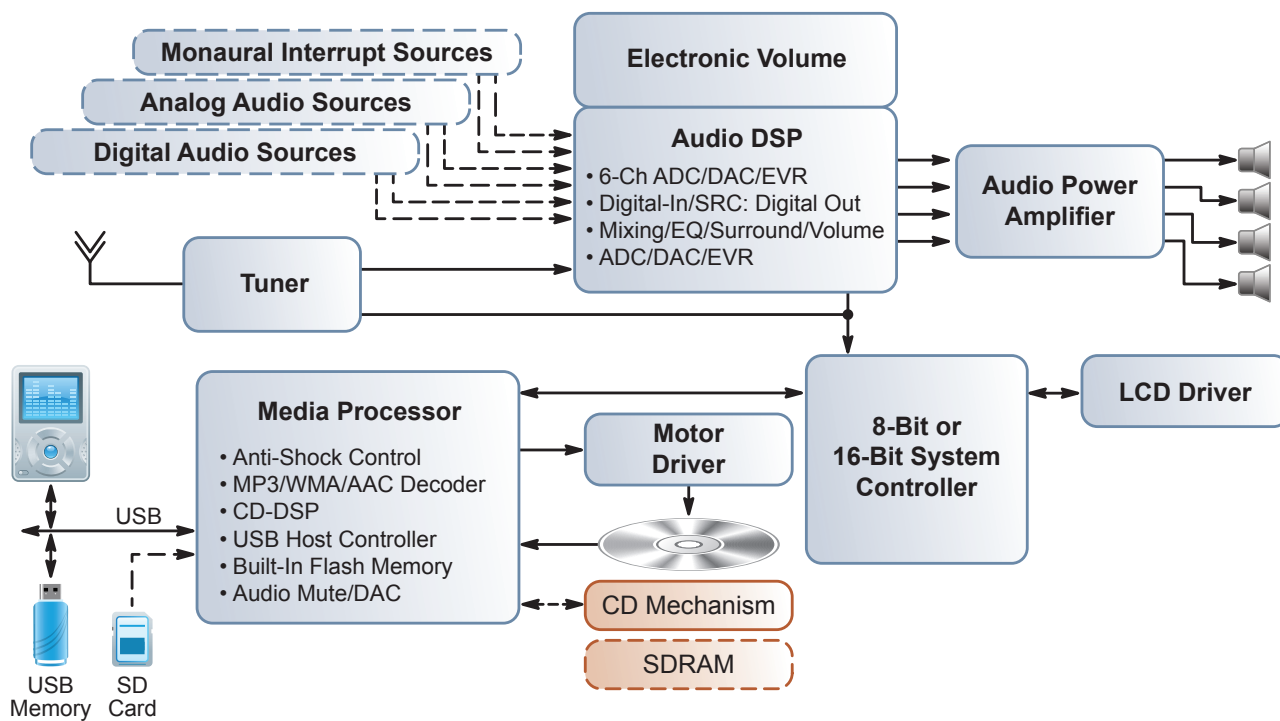 Monaural Interrupt Sources
Analog Audio Sources
Digital Audio Sources
Electronic Volume
Audio DSP
• 6-Ch ADC/DAC/EVR
• Digital-In/SRC: Digital Out
• Mixing/EQ/Surround/Volume
• ADC/DAC/EVR
Audio Power
Amplifier
Tuner
Media Processor
• Anti-Shock Control
• MP3/WMA/AAC Decoder
• CD-DSP
• USB Host Controller
• Built-In Flash Memory
• Audio Mute/DAC
Motor
Driver
8-Bit or
16-Bit System
Controller
LCD Driver
USB
CD Mechanism
SDRAM
USB
Memory
SD
Card